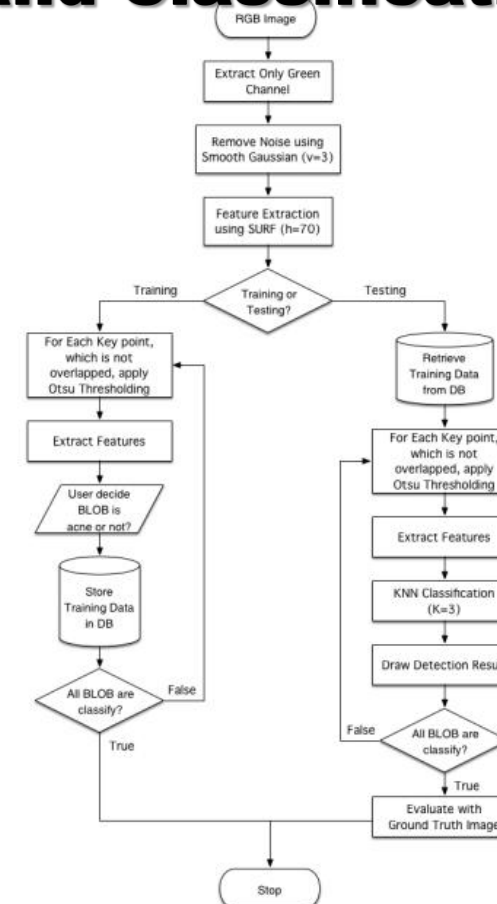 RGB Image
Extract Only Green
Channel
Remove Noise using
Smooth Gaussian (v=3)
Feature Extraction
using SURF (h=70)
Training or
Testing?
Training
Testing
For Each Key point,
which is not
overlapped, apply
Otsu Thresholding
Extract Features
User decide
BLOB is
acne or not?
Store
Training Data
in DB
All BLOB are
classify?
False
True
Retrieve
Training Data
from DB
For Each Key point,
which is not
overlapped, apply
Otsu Thresholding
Extract Features
KNN Classification
(K=3)
Draw Detection
All BLOB are
classify?
False
True
Evaluate with
Ground Truth Image
Stop